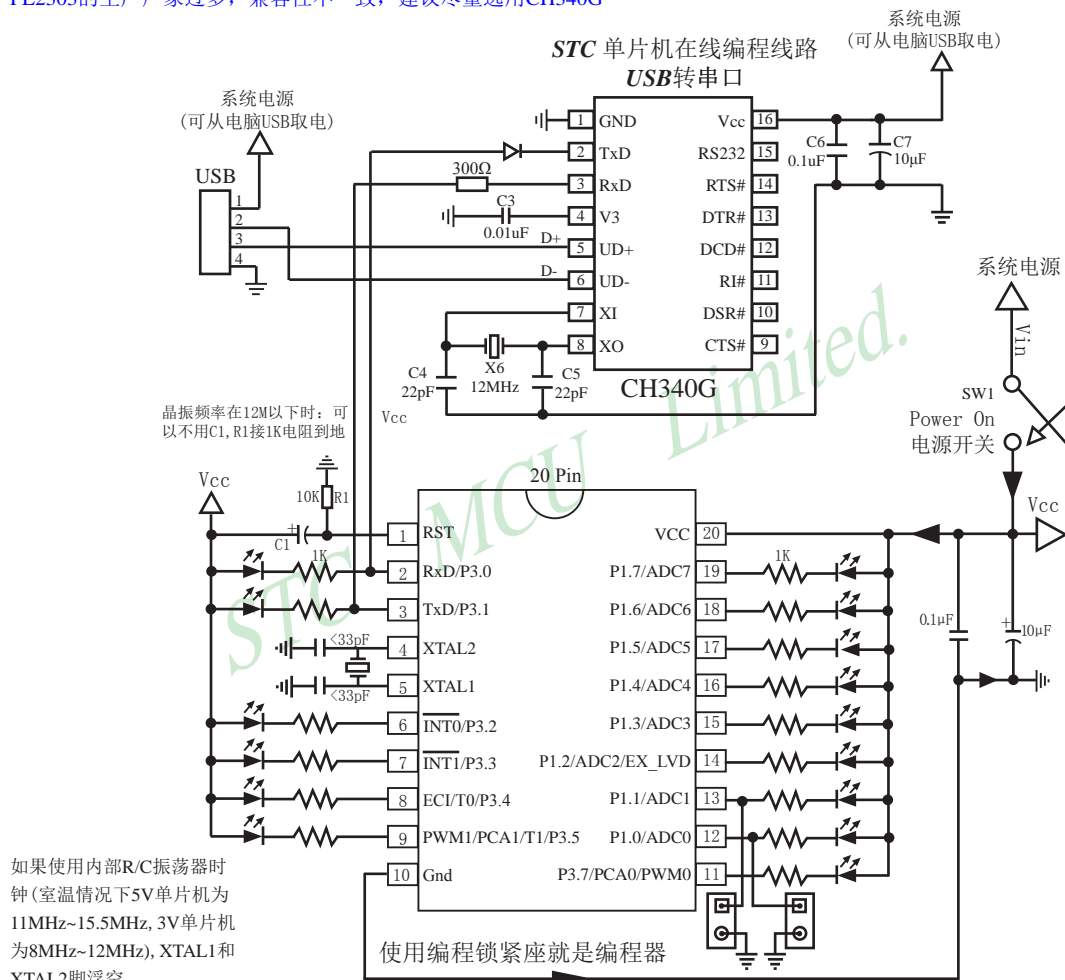 PL2303的生产厂家过多，兼容性不一致，建议尽量选用CH340G
系统电源
(可从电脑USB取电)
STC 单片机在线编程线路
USB转串口
系统电源
(可从电脑USB取电)
USB
1
2
3
4
1 GND
2 TxD
3 RxD
4 V3
5 UD+
6 UD-
7 XI
8 XO
Vcc 16
RS232 15
RTS# 14
DTR# 13
DCD# 12
RI# 11
DSR# 10
CTS# 9
CH340G
300Ω
C3
0.01uF
D+
D-
C4
22pF
X6
12MHz
C5
22pF
C6
0.1uF
C7
10μF
系统电源
Vin
SW1
Power On
电源开关
Vcc
晶振频率在12M以下时：可
以不用C1,R1接1K电阻到地
Vcc
Vcc
10K
R1
C1
+
1K
<33pF
<33pF
20 Pin
1 RST
2 RxD/P3.0
3 TxD/P3.1
4 XTAL2
5 XTAL1
6 INT0/P3.2
7 INT1/P3.3
8 ECI/T0/P3.4
9 PWM1/PCA1/T1/P3.5
10 Gnd
VCC 20
P1.7/ADC7 19
P1.6/ADC6 18
P1.5/ADC5 17
P1.4/ADC4 16
P1.3/ADC3 15
P1.2/ADC2/EX_LVD 14
P1.1/ADC1 13
P1.0/ADC0 12
P3.7/PCA0/PWM0 11
1K
0.1μF
+
10μF
STC MCU Limited.
如果使用内部R/C振荡器时
钟(室温情况下5V单片机为
11MHz~15.5MHz, 3V单片机
为8MHz~12MHz), XTAL1和
XTAL2脚浮空
使用编程锁紧座就是编程器